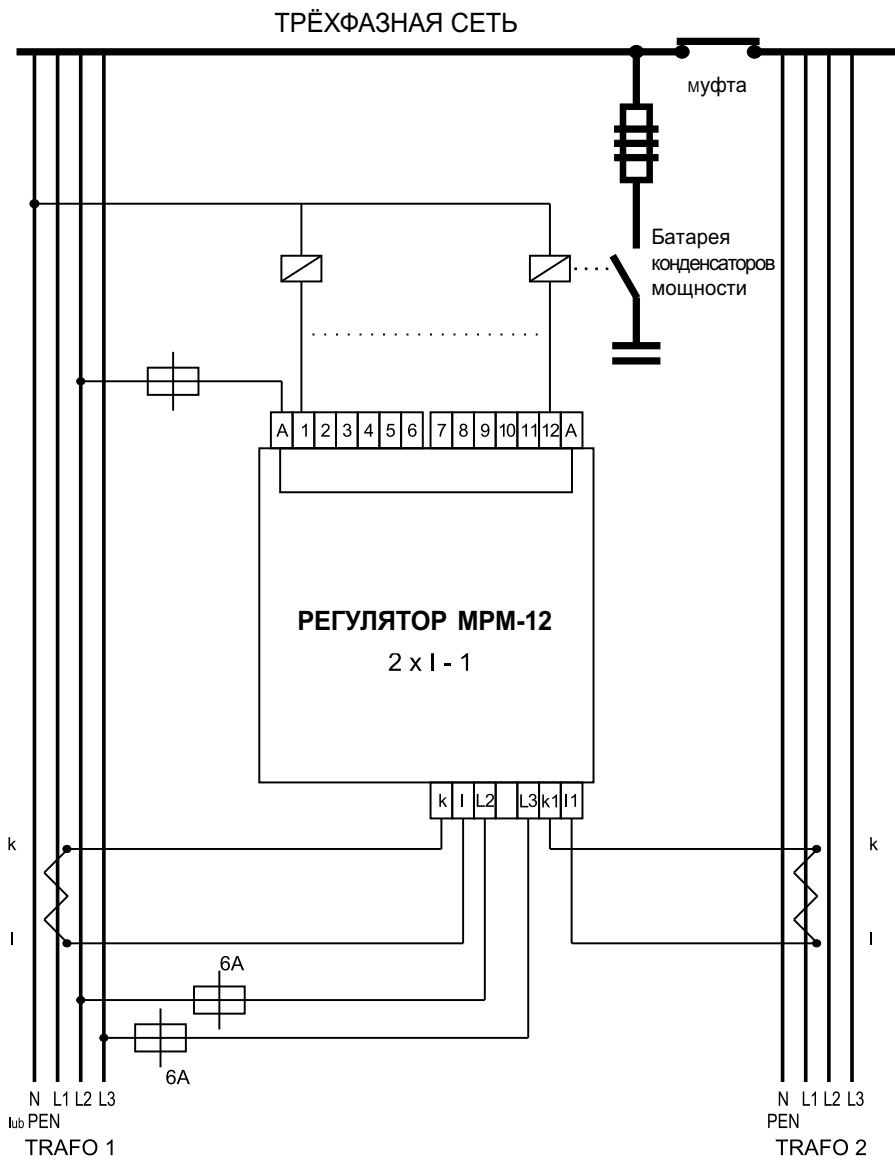 ТРЁХФАЗНАЯ СЕТЬ
муфта
Батарея
конденсаторов
мощности
A 1 2 3 4 5 6 7 8 9 10 11 12 A
РЕГУЛЯТОР МРМ-12
2 x I - 1
k l L2 L3 k1 l1
k k
l l
6A
6A
N L1 L2 L3 N L1 L2 L3
lub PEN PEN
TRAFO 1 TRAFO 2